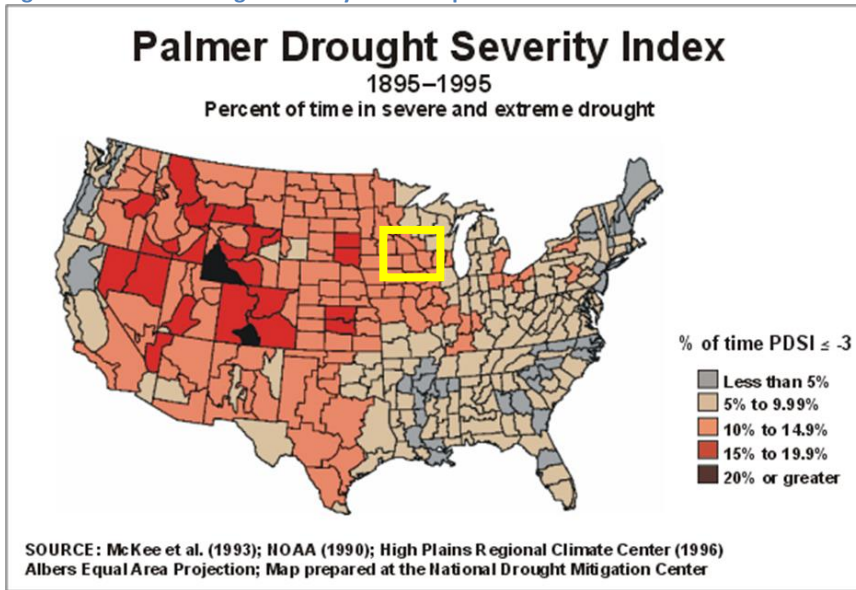 Palmer Drought Severity Index
1895–1995
Percent of time in severe and extreme drought
% of time PDSI ≤ -3
Less than 5%
5% to 9.99%
10% to 14.9%
15% to 19.9%
20% or greater
SOURCE: McKee et al. (1993); NOAA (1990); High Plains Regional Climate Center (1996)
Albers Equal Area Projection; Map prepared at the National Drought Mitigation Center